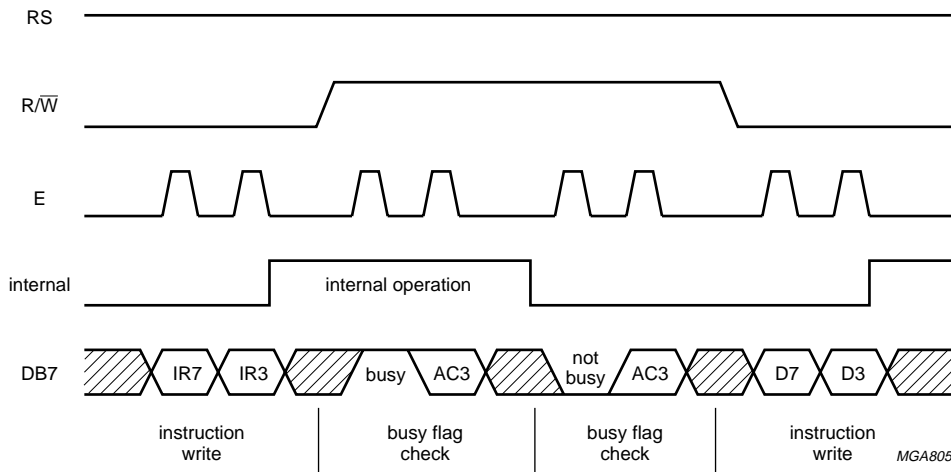 RS
R/W̅
E
internal
internal operation
DB7
IR7
IR3
busy
AC3
not
busy
AC3
D7
D3
instruction
write
busy flag
check
busy flag
check
instruction
write
MGA805